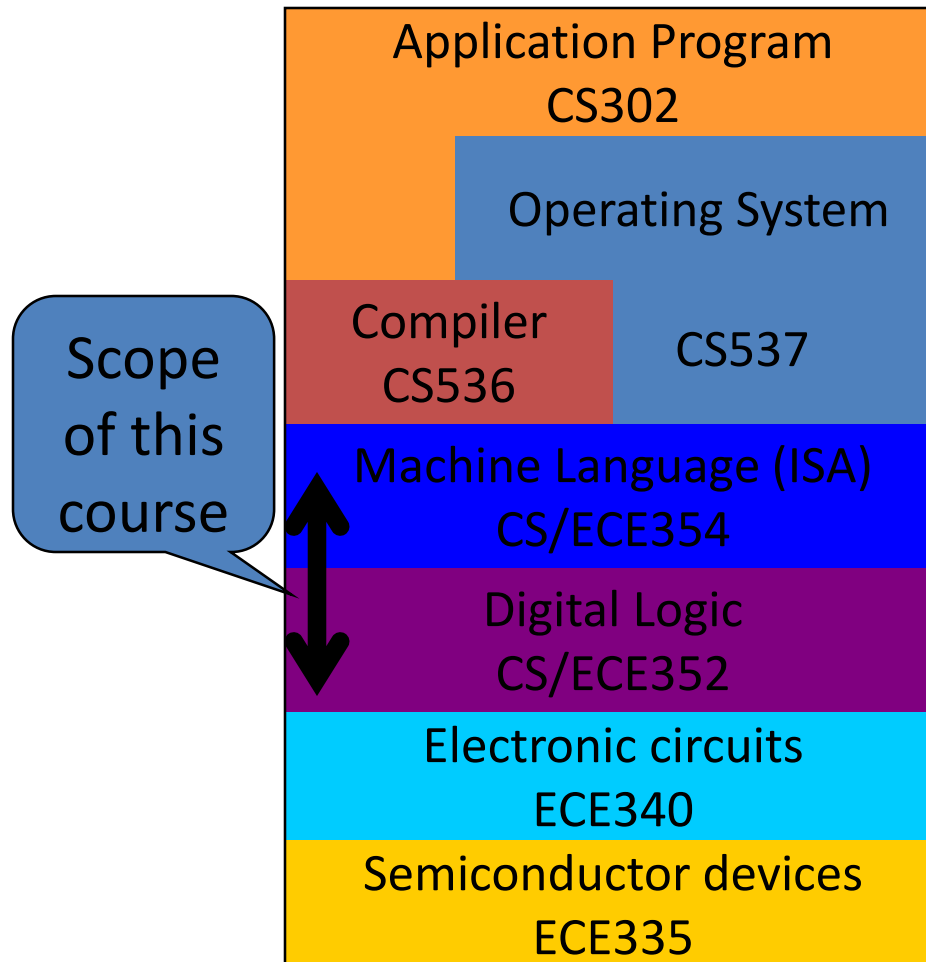 Application Program
CS302
Operating System
Compiler
CS536
CS537
Scope
of this
course
Machine Language (ISA)
CS/ECE354
Digital Logic
CS/ECE352
Electronic circuits
ECE340
Semiconductor devices
ECE335